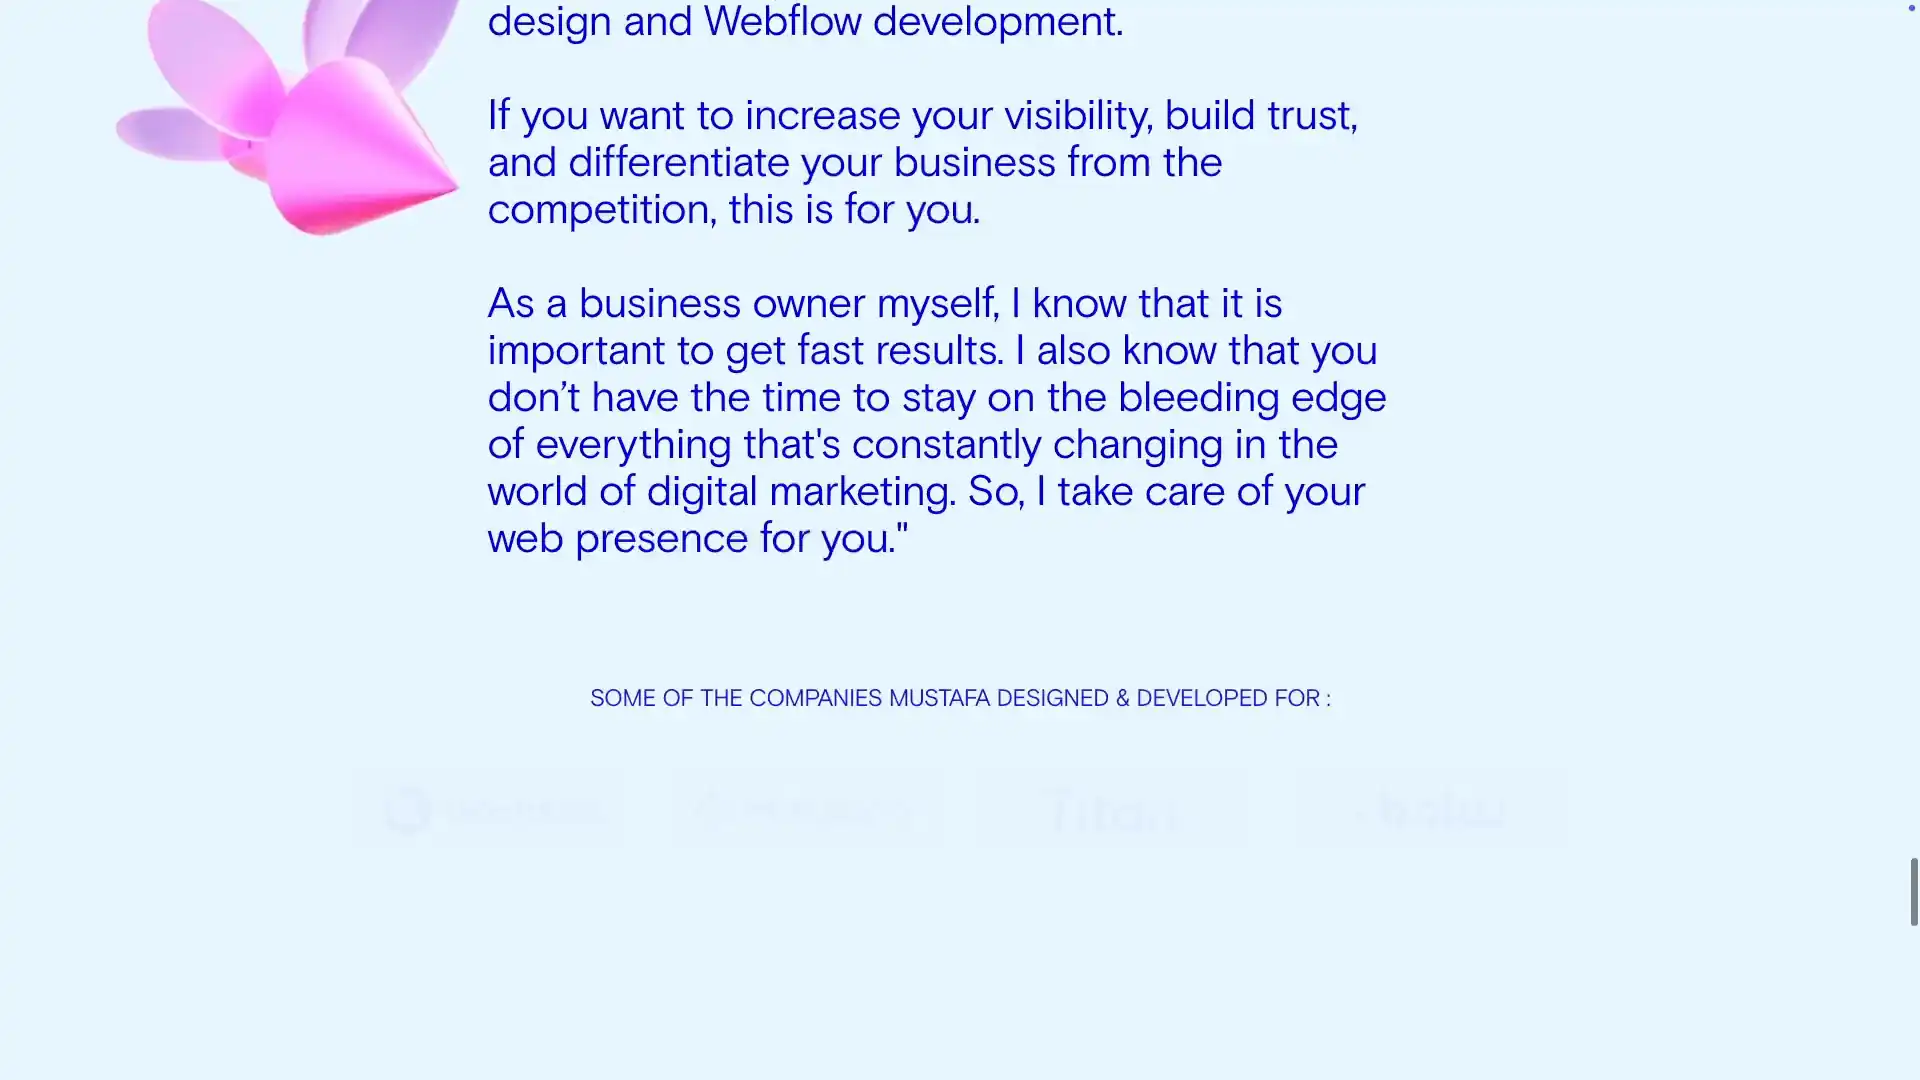 design and Webflow development.
If you want to increase your visibility, build trust,
and differentiate your business from the
competition, this is for you.
As a business owner myself, I know that it is
important to get fast results. I also know that you
don’t have the time to stay on the bleeding edge
of everything that's constantly changing in the
world of digital marketing. So, I take care of your
web presence for you."
SOME OF THE COMPANIES MUSTAFA DESIGNED & DEVELOPED FOR :
Titan